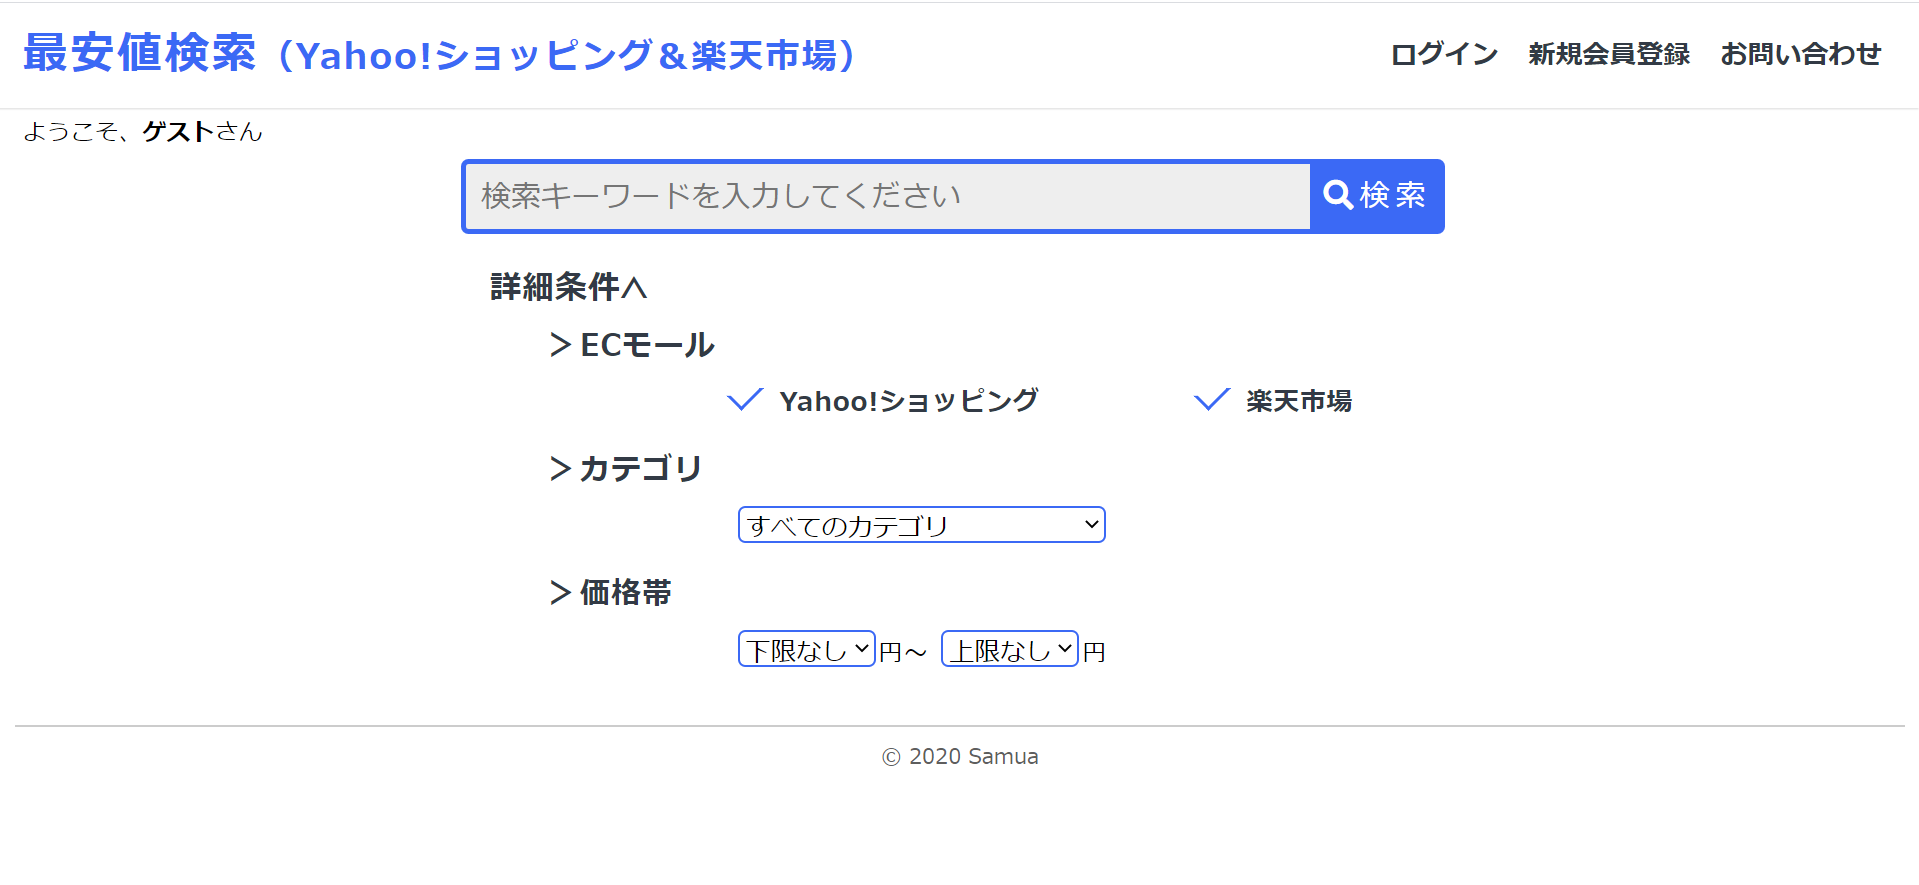 最安値検索（Yahoo!ショッピング＆楽天市場）
ログイン 新規会員登録 お問い合わせ
ようこそ、ゲストさん
検索キーワードを入力してください 検索
詳細条件へ
＞ECモール
Yahoo!ショッピング 楽天市場
＞カテゴリ
すべてのカテゴリ
＞価格帯
下限なし 円～ 上限なし 円
© 2020 Samua